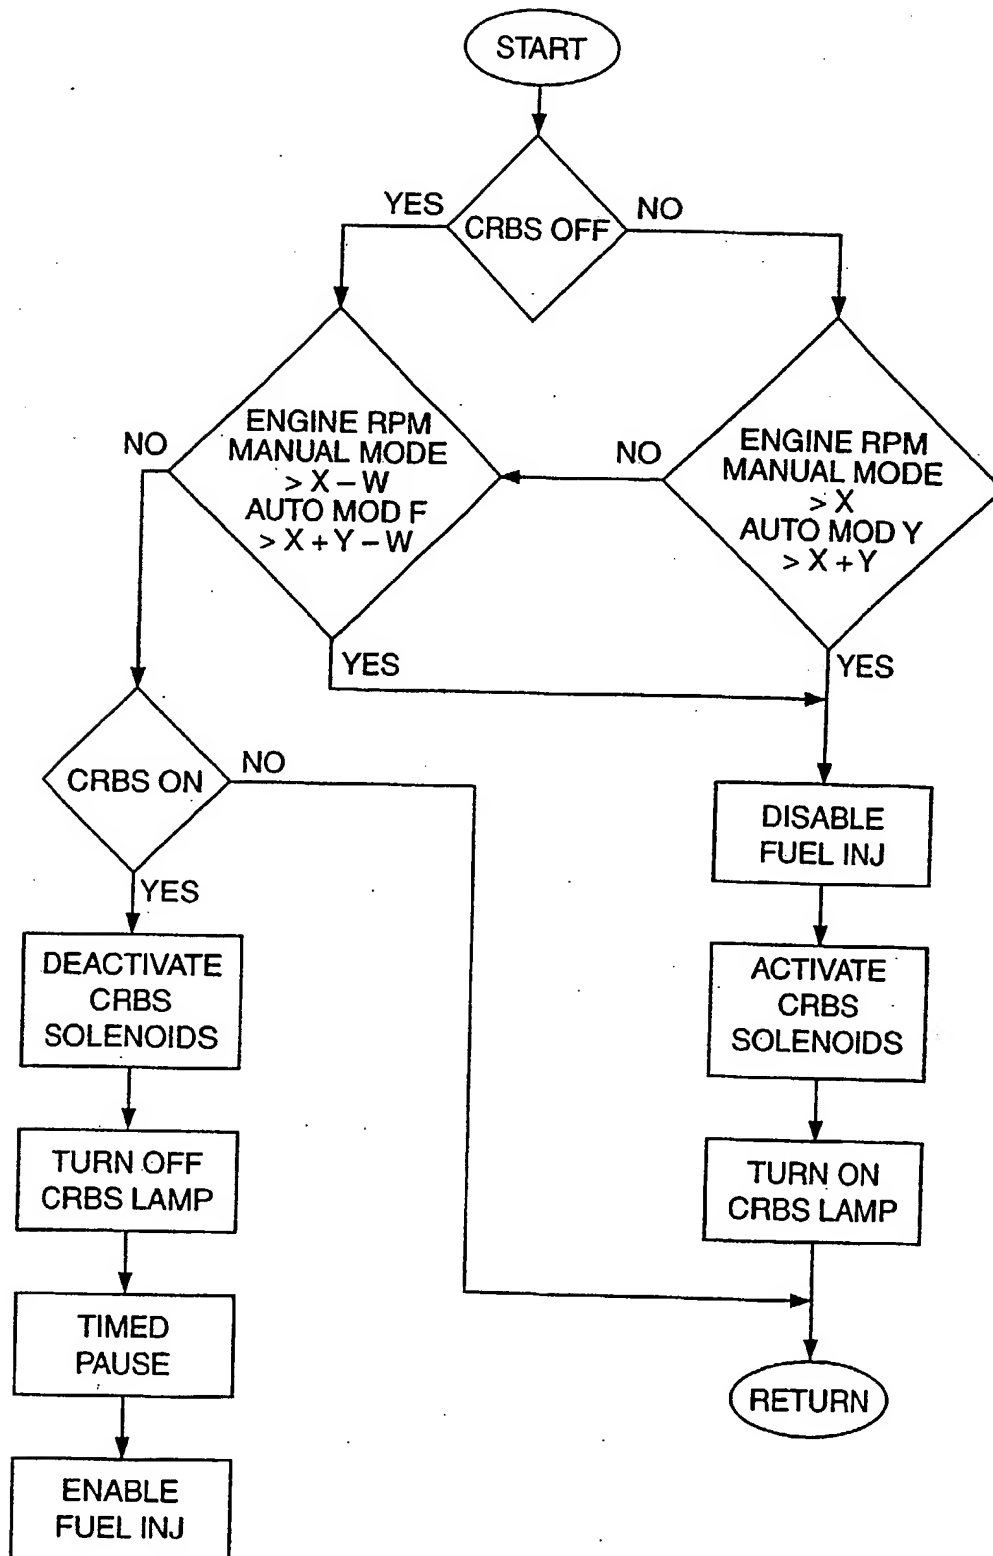 START
YES
CRBS OFF
NO
ENGINE RPM
MANUAL MODE
> X – W
AUTO MOD F
> X + Y – W
NO
YES
ENGINE RPM
MANUAL MODE
> X
AUTO MOD Y
> X + Y
NO
YES
CRBS ON
NO
YES
DISABLE
FUEL INJ
DEACTIVATE
CRBS
SOLENOIDS
ACTIVATE
CRBS
SOLENOIDS
TURN OFF
CRBS LAMP
TURN ON
CRBS LAMP
TIMED
PAUSE
RETURN
ENABLE
FUEL INJ